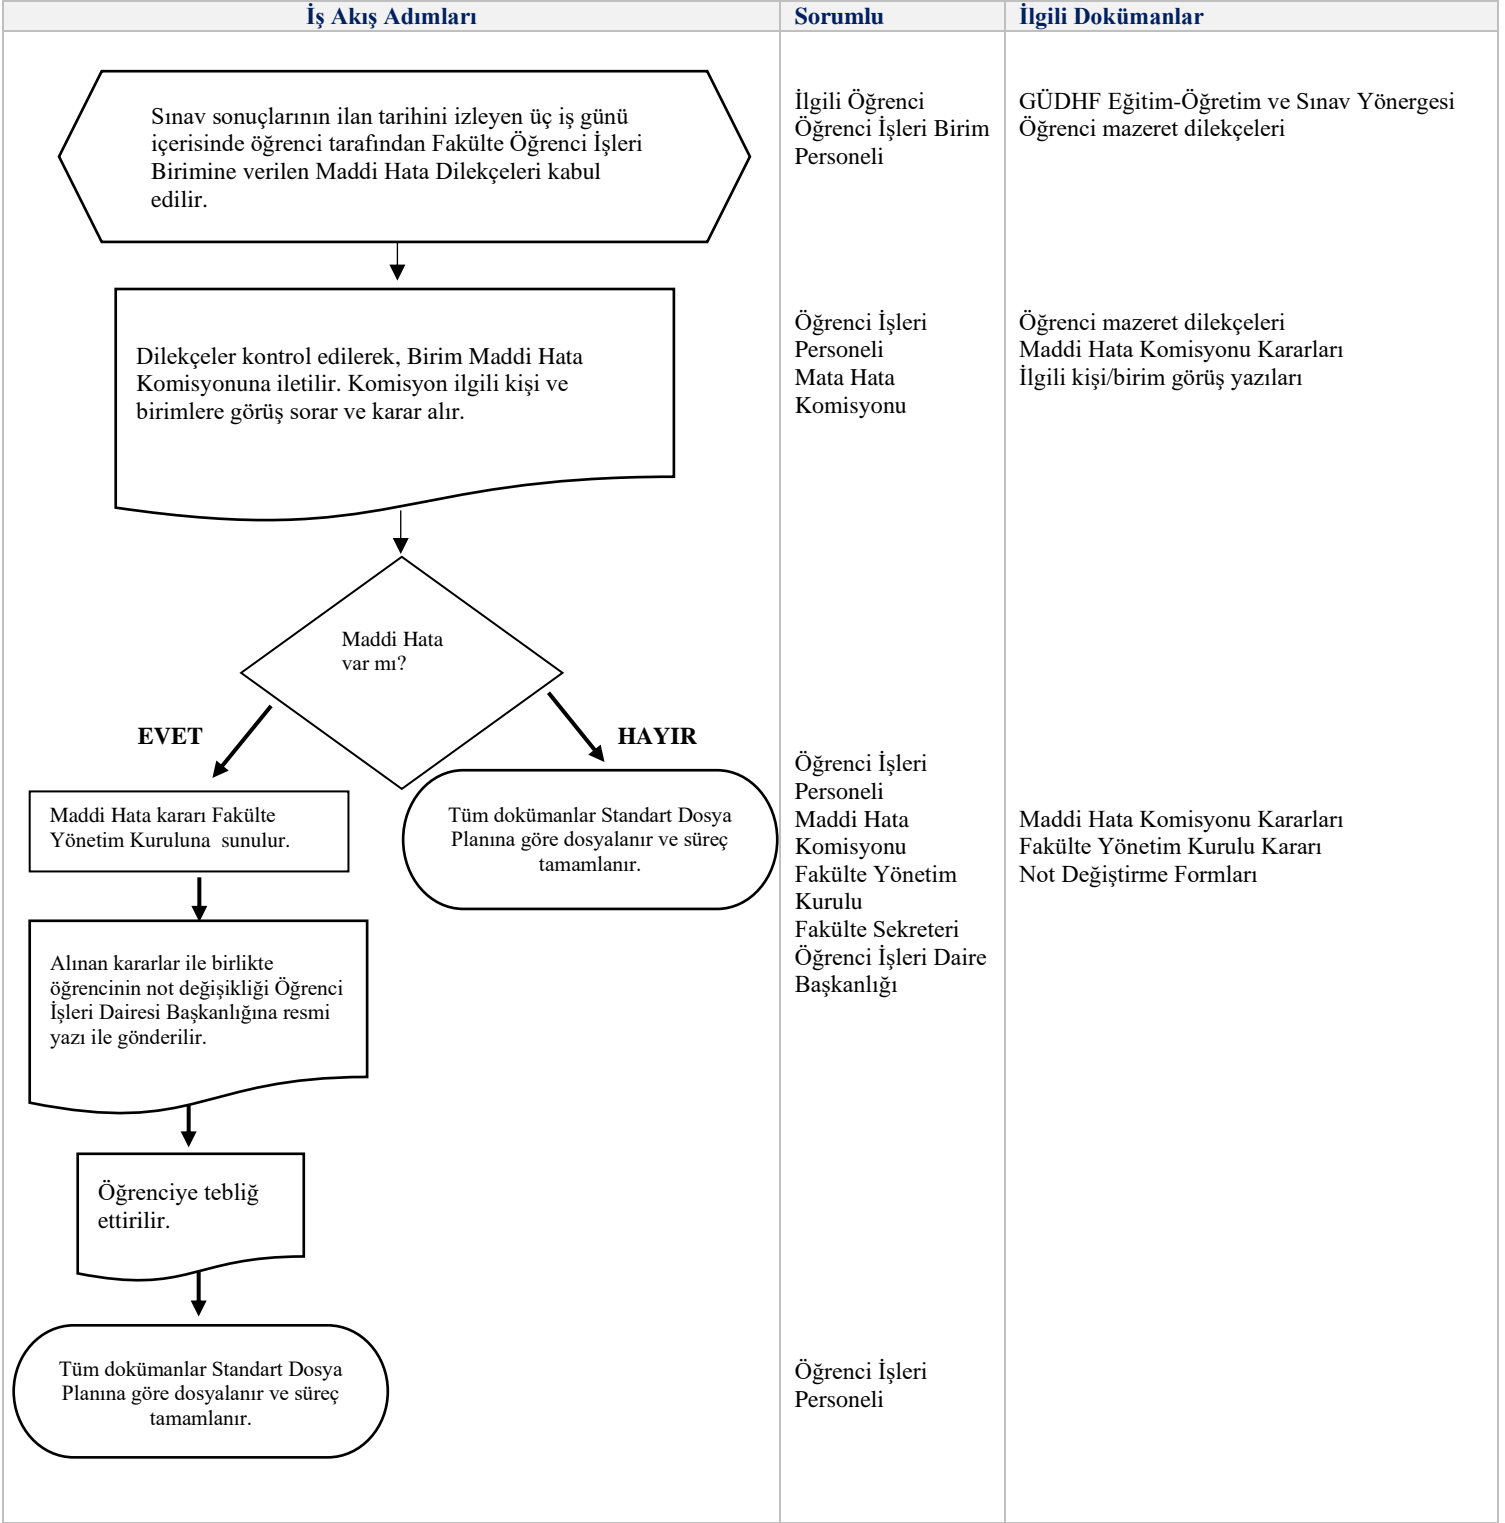 İş Akış Adımları
Sorumlu
İlgili Dokümanlar
Sınav sonuçlarının ilan tarihini izleyen üç iş günü
içerisinde öğrenci tarafından Fakülte Öğrenci İşleri
Birimine verilen Maddi Hata Dilekçeleri kabul
edilir.
İlgili Öğrenci
Öğrenci İşleri Birim
Personeli
GÜDHF Eğitim-Öğretim ve Sınav Yönergesi
Öğrenci mazeret dilekçeleri
Dilekçeler kontrol edilerek, Birim Maddi Hata
Komisyonuna iletilir. Komisyon ilgili kişi ve
birimlere görüş sorar ve karar alır.
Öğrenci İşleri
Personeli
Mata Hata
Komisyonu
Öğrenci mazeret dilekçeleri
Maddi Hata Komisyonu Kararları
İlgili kişi/birim görüş yazıları
Maddi Hata
var mı?
EVET
HAYIR
Maddi Hata kararı Fakülte
Yönetim Kuruluna sunulur.
Tüm dokümanlar Standart Dosya
Planına göre dosyalanır ve süreç
tamamlanır.
Öğrenci İşleri
Personeli
Maddi Hata
Komisyonu
Fakülte Yönetim
Kurulu
Fakülte Sekreteri
Öğrenci İşleri Daire
Başkanlığı
Maddi Hata Komisyonu Kararları
Fakülte Yönetim Kurulu Kararı
Not Değiştirme Formları
Alınan kararlar ile birlikte
öğrencinin not değişikliği Öğrenci
İşleri Dairesi Başkanlığına resmi
yazı ile gönderilir.
Öğrenciye tebliğ
ettirilir.
Tüm dokümanlar Standart Dosya
Planına göre dosyalanır ve süreç
tamamlanır.
Öğrenci İşleri
Personeli